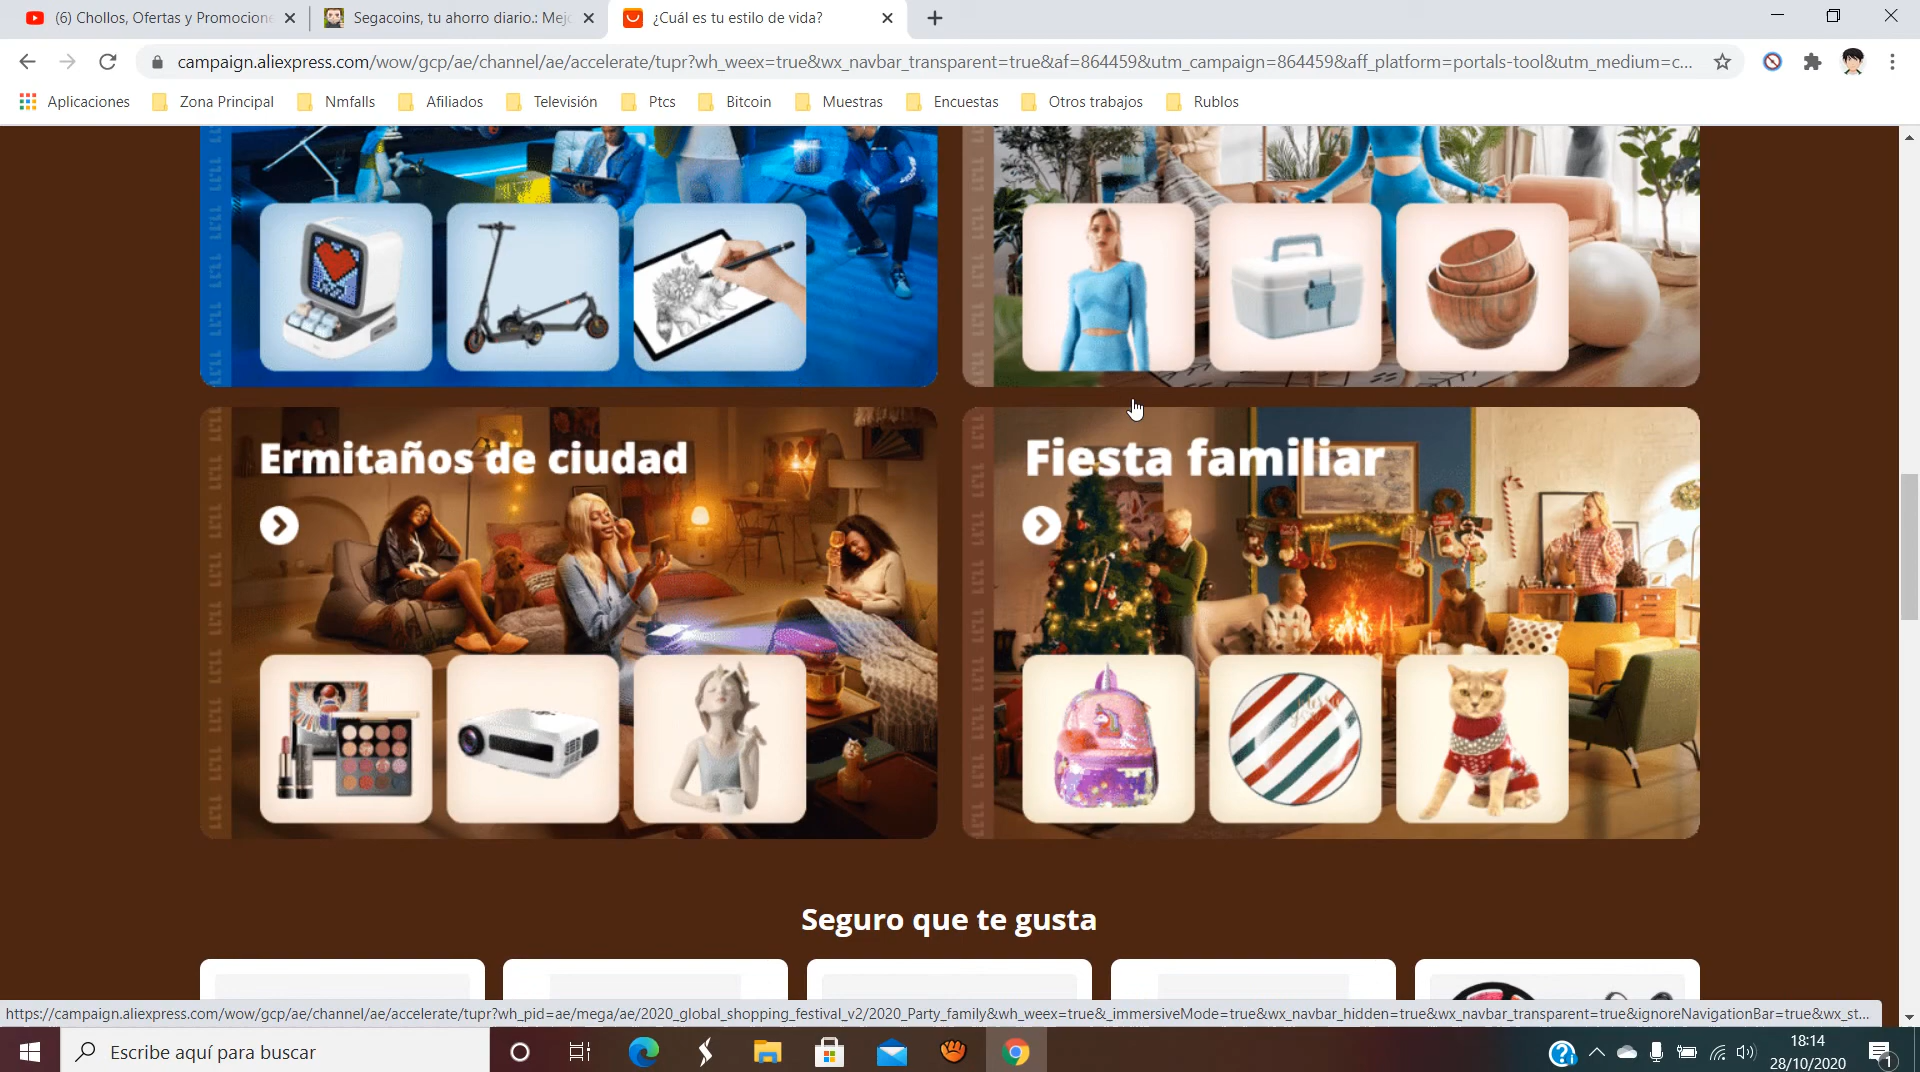 (6) Chollos, Ofertas y Promocione
Segacoins, tu ahorro diario.: Mejo
¿Cuál es tu estilo de vida?
campaign.aliexpress.com/wow/gcp/ae/channel/ae/accelerate/tupr?wh_weex=true&wx_navbar_transparent=true&af=864459&utm_campaign=864459&aff_platform=portals-tool&utm_medium=c...
Aplicaciones
Zona Principal
Nmfalls
Afiliados
Televisión
Ptcs
Bitcoin
Muestras
Encuestas
Otros trabajos
Rublos
Ermitaños de ciudad
Fiesta familiar
Seguro que te gusta
https://campaign.aliexpress.com/wow/gcp/ae/channel/ae/accelerate/tupr?wh_pid=ae/mega/ae/2020_global_shopping_festival_v2/2020_Party_family&wh_weex=true&_immersiveMode=true&wx_navbar_hidden=true&wx_navbar_transparent=true&ignoreNavigationBar=true&wx_st...
Escribe aquí para buscar
18:14
28/10/2020
1